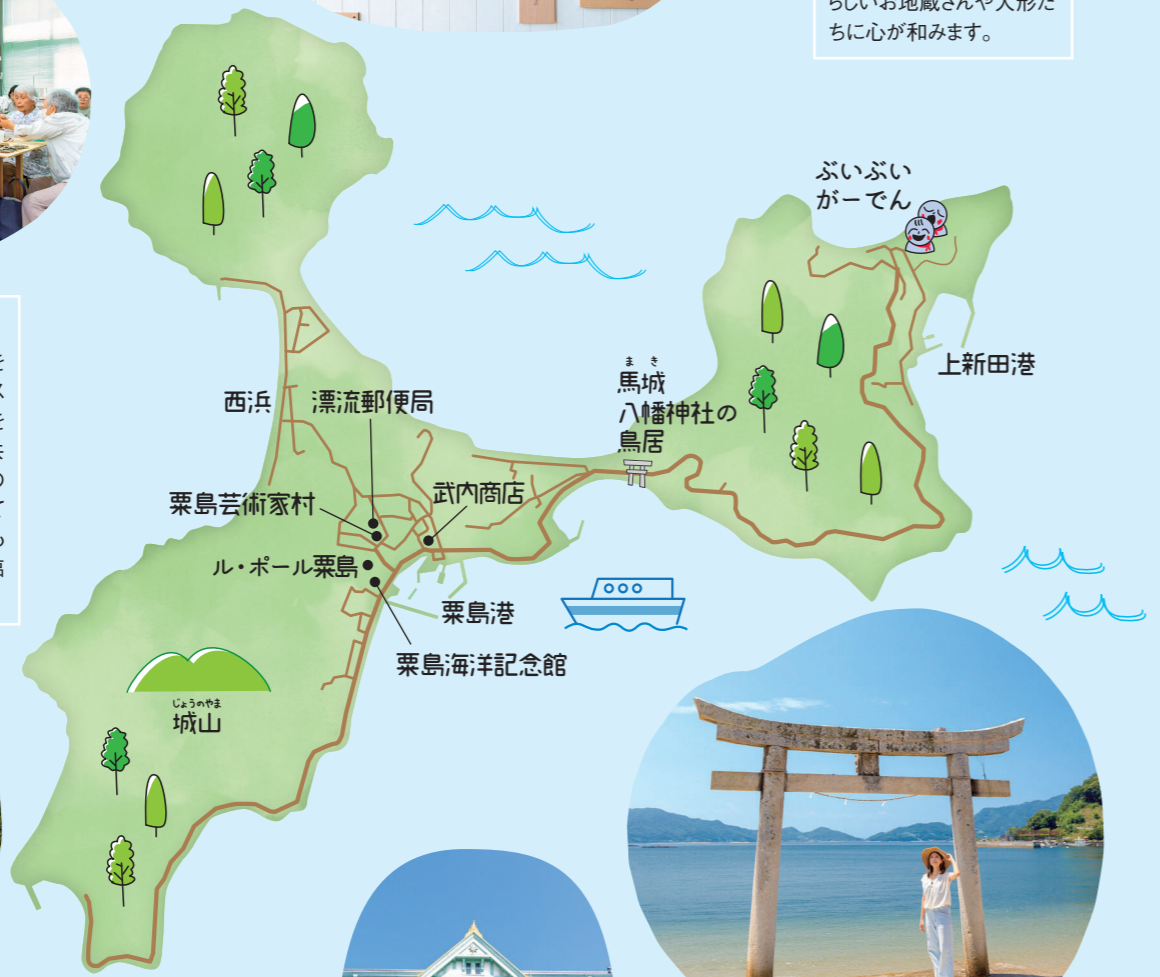 らしいお地蔵さんや人形た
ちに心が和みます。
ぶいぶい
がーでん
上新田港
まき
馬城
八幡神社の
鳥居
西浜
漂流郵便局
武内商店
粟島芸術家村
ル・ポール粟島
粟島港
粟島海洋記念館
じょうのやま
城山